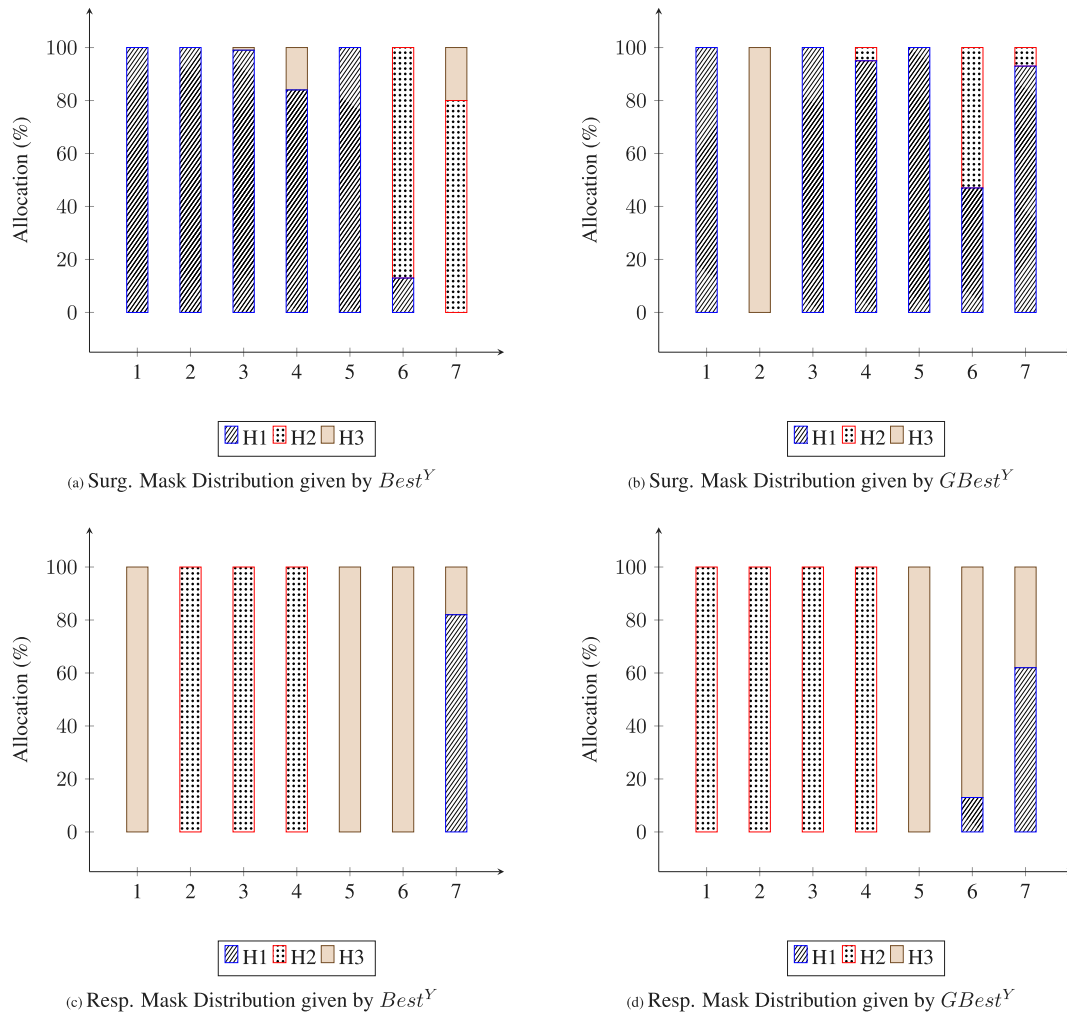 100
80
60
40
20
0
Allocation (%)
1 2 3 4 5 6 7
H1 H2 H3
(a) Surg. Mask Distribution given by Best^Y
100
80
60
40
20
0
Allocation (%)
1 2 3 4 5 6 7
H1 H2 H3
(b) Surg. Mask Distribution given by GBest^Y
100
80
60
40
20
0
Allocation (%)
1 2 3 4 5 6 7
H1 H2 H3
(c) Resp. Mask Distribution given by Best^Y
100
80
60
40
20
0
Allocation (%)
1 2 3 4 5 6 7
H1 H2 H3
(d) Resp. Mask Distribution given by GBest^Y